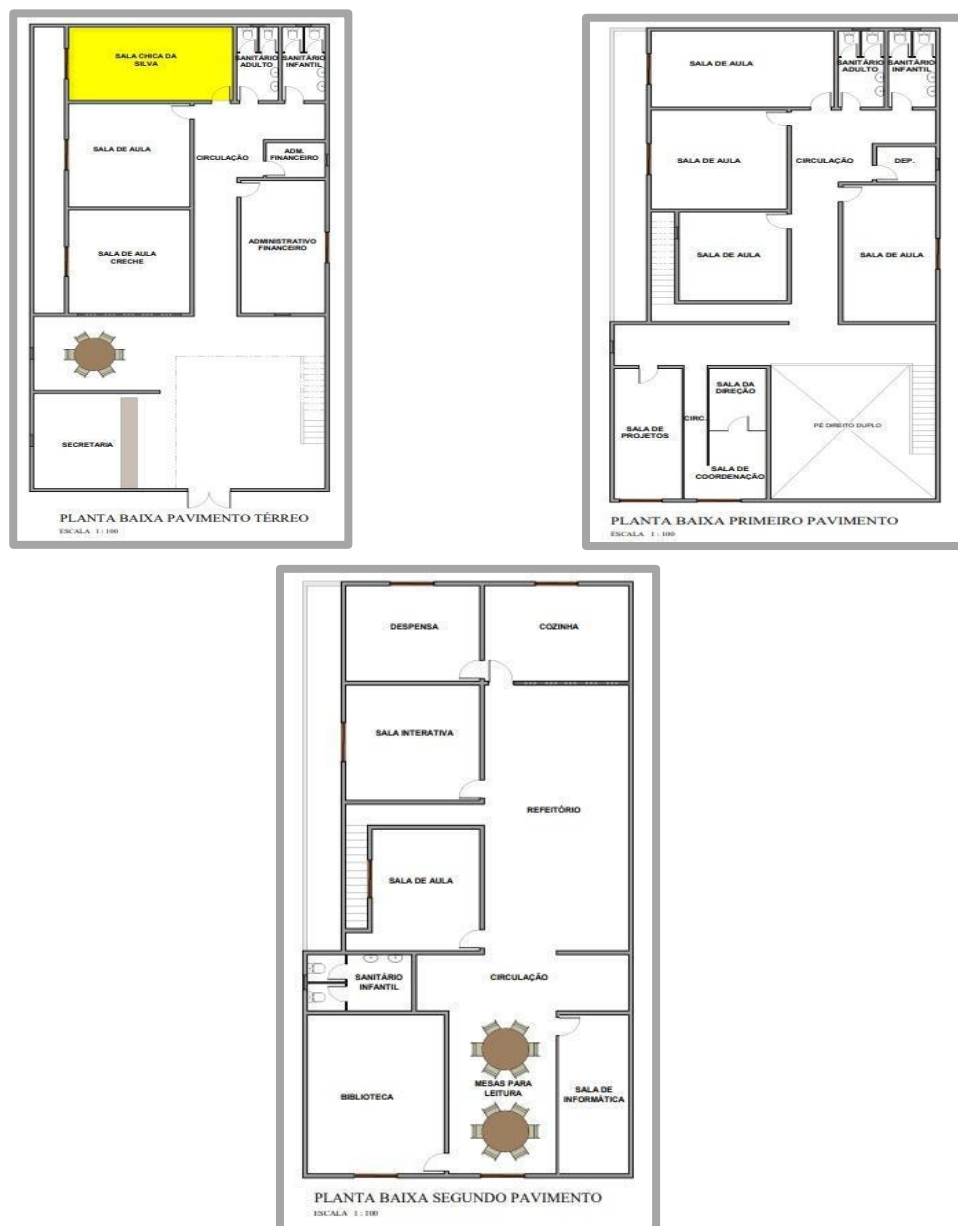 SALA CHICA DA
SILVA
SANITÁRIO
ADULTO
SANITÁRIO
INFANTIL
SALA DE AULA
CIRCULAÇÃO
ADM.
FINANCEIRO
SALA DE AULA
CRECHE
ADMINISTRATIVO
FINANCEIRO
SECRETARIA
PLANTA BAIXA PAVIMENTO TÉRREO
ESCALA 1 : 100
SALA DE AULA
SANITÁRIO
ADULTO
SANITÁRIO
INFANTIL
SALA DE AULA
CIRCULAÇÃO
DEP.
SALA DE AULA
SALA DE AULA
SALA DE
PROJETOS
CIRC.
SALA DA
DIREÇÃO
SALA DE
COORDENAÇÃO
PÉ DIREITO DUPLO
PLANTA BAIXA PRIMEIRO PAVIMENTO
ESCALA 1 : 100
DESPENSA
COZINHA
SALA INTERATIVA
REFEITÓRIO
SALA DE AULA
SANITÁRIO
INFANTIL
CIRCULAÇÃO
BIBLIOTECA
MESAS PARA
LEITURA
SALA DE
INFORMÁTICA
PLANTA BAIXA SEGUNDO PAVIMENTO
ESCALA 1 : 100